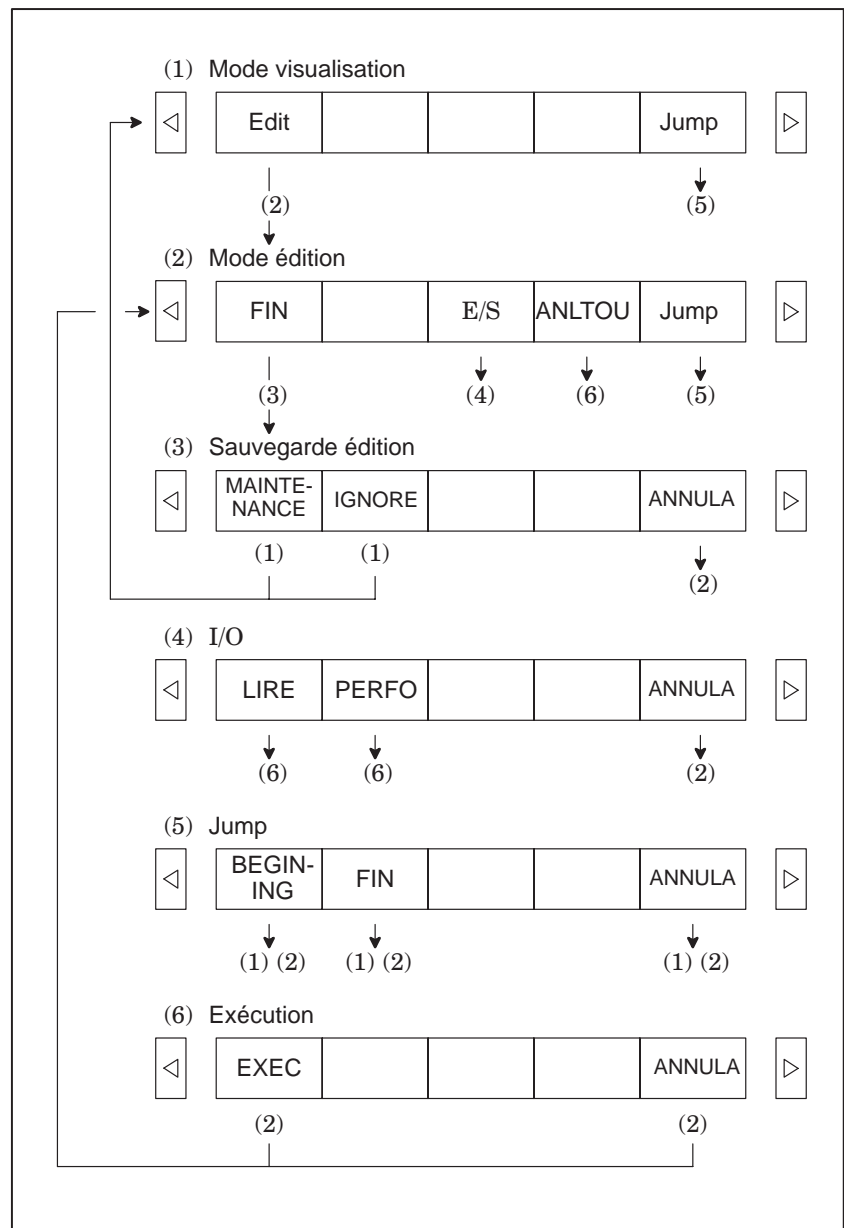 (1) Mode visualisation
Edit Jump
(2) (5)
(2) Mode édition
FIN E/S ANLTOU Jump
(3) (4) (6) (5)
(3) Sauvegarde édition
MAINTE-
NANCE IGNORE ANNULA
(1) (1) (2)
(4) I/O
LIRE PERFO ANNULA
(6) (6) (2)
(5) Jump
BEGIN-
ING FIN ANNULA
(1) (2) (1) (2) (1) (2)
(6) Exécution
EXEC ANNULA
(2) (2)